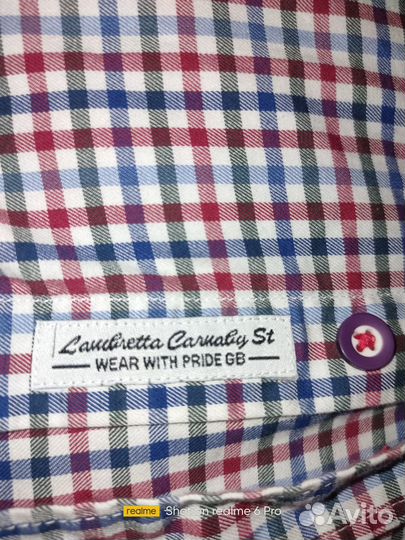 Lambretta Carnaby St
WEAR WITH PRIDE GB
realme Shot on realme 6 Pro
Avito